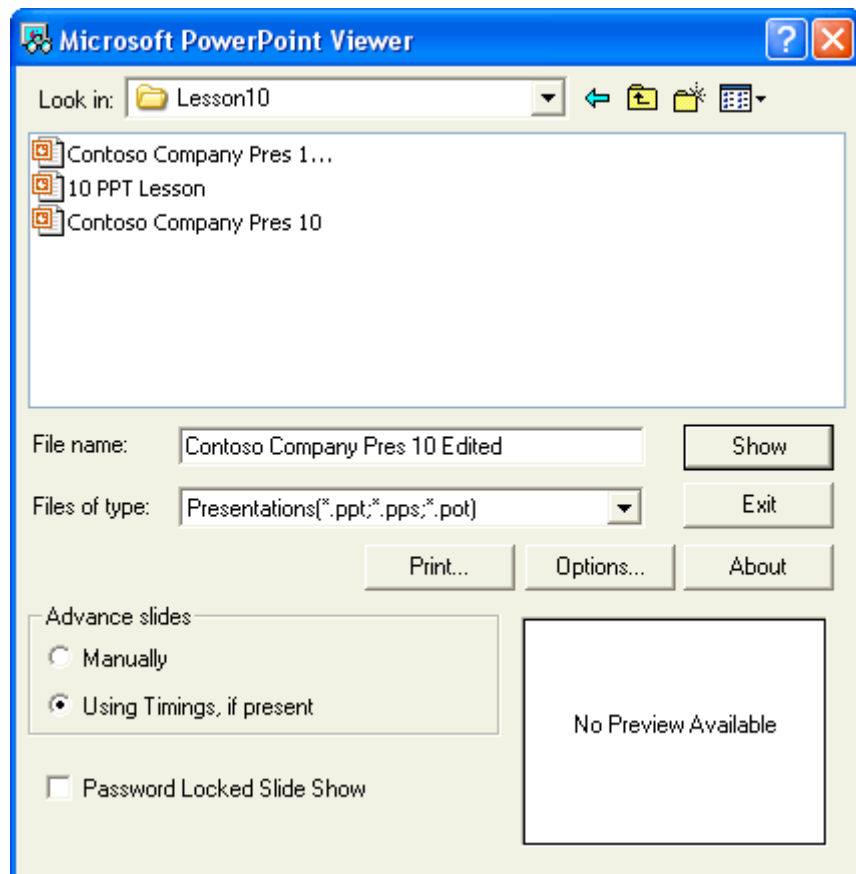 Microsoft PowerPoint Viewer
Look in: Lesson10
Contoso Company Pres 1...
10 PPT Lesson
Contoso Company Pres 10
File name: Contoso Company Pres 10 Edited Show
Files of type: Presentations(*.ppt;*.pps;*.pot) Exit
Print... Options... About
Advance slides
Manually
Using Timings, if present
No Preview Available
Password Locked Slide Show